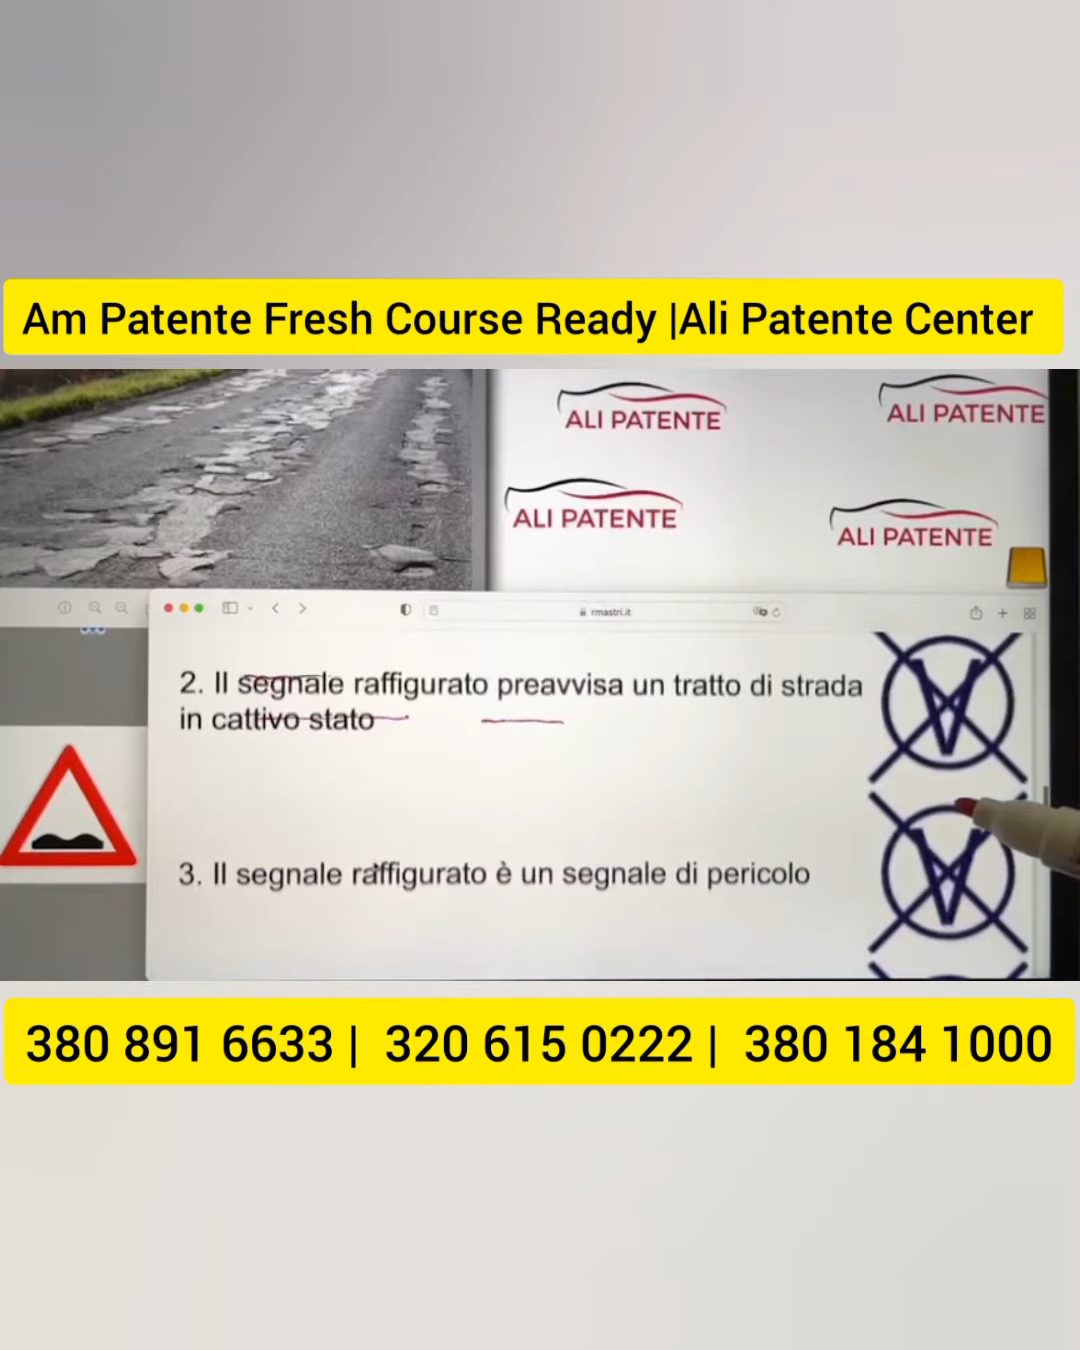 Am Patente Fresh Course Ready |Ali Patente Center
ALI PATENTE
ALI PATENTE
ALI PATENTE
ALI PATENTE
rmastri.it
2. Il segnale raffigurato preavvisa un tratto di strada
in cattivo stato
V
3. Il segnale raffigurato è un segnale di pericolo
V
380 891 6633 | 320 615 0222 | 380 184 1000